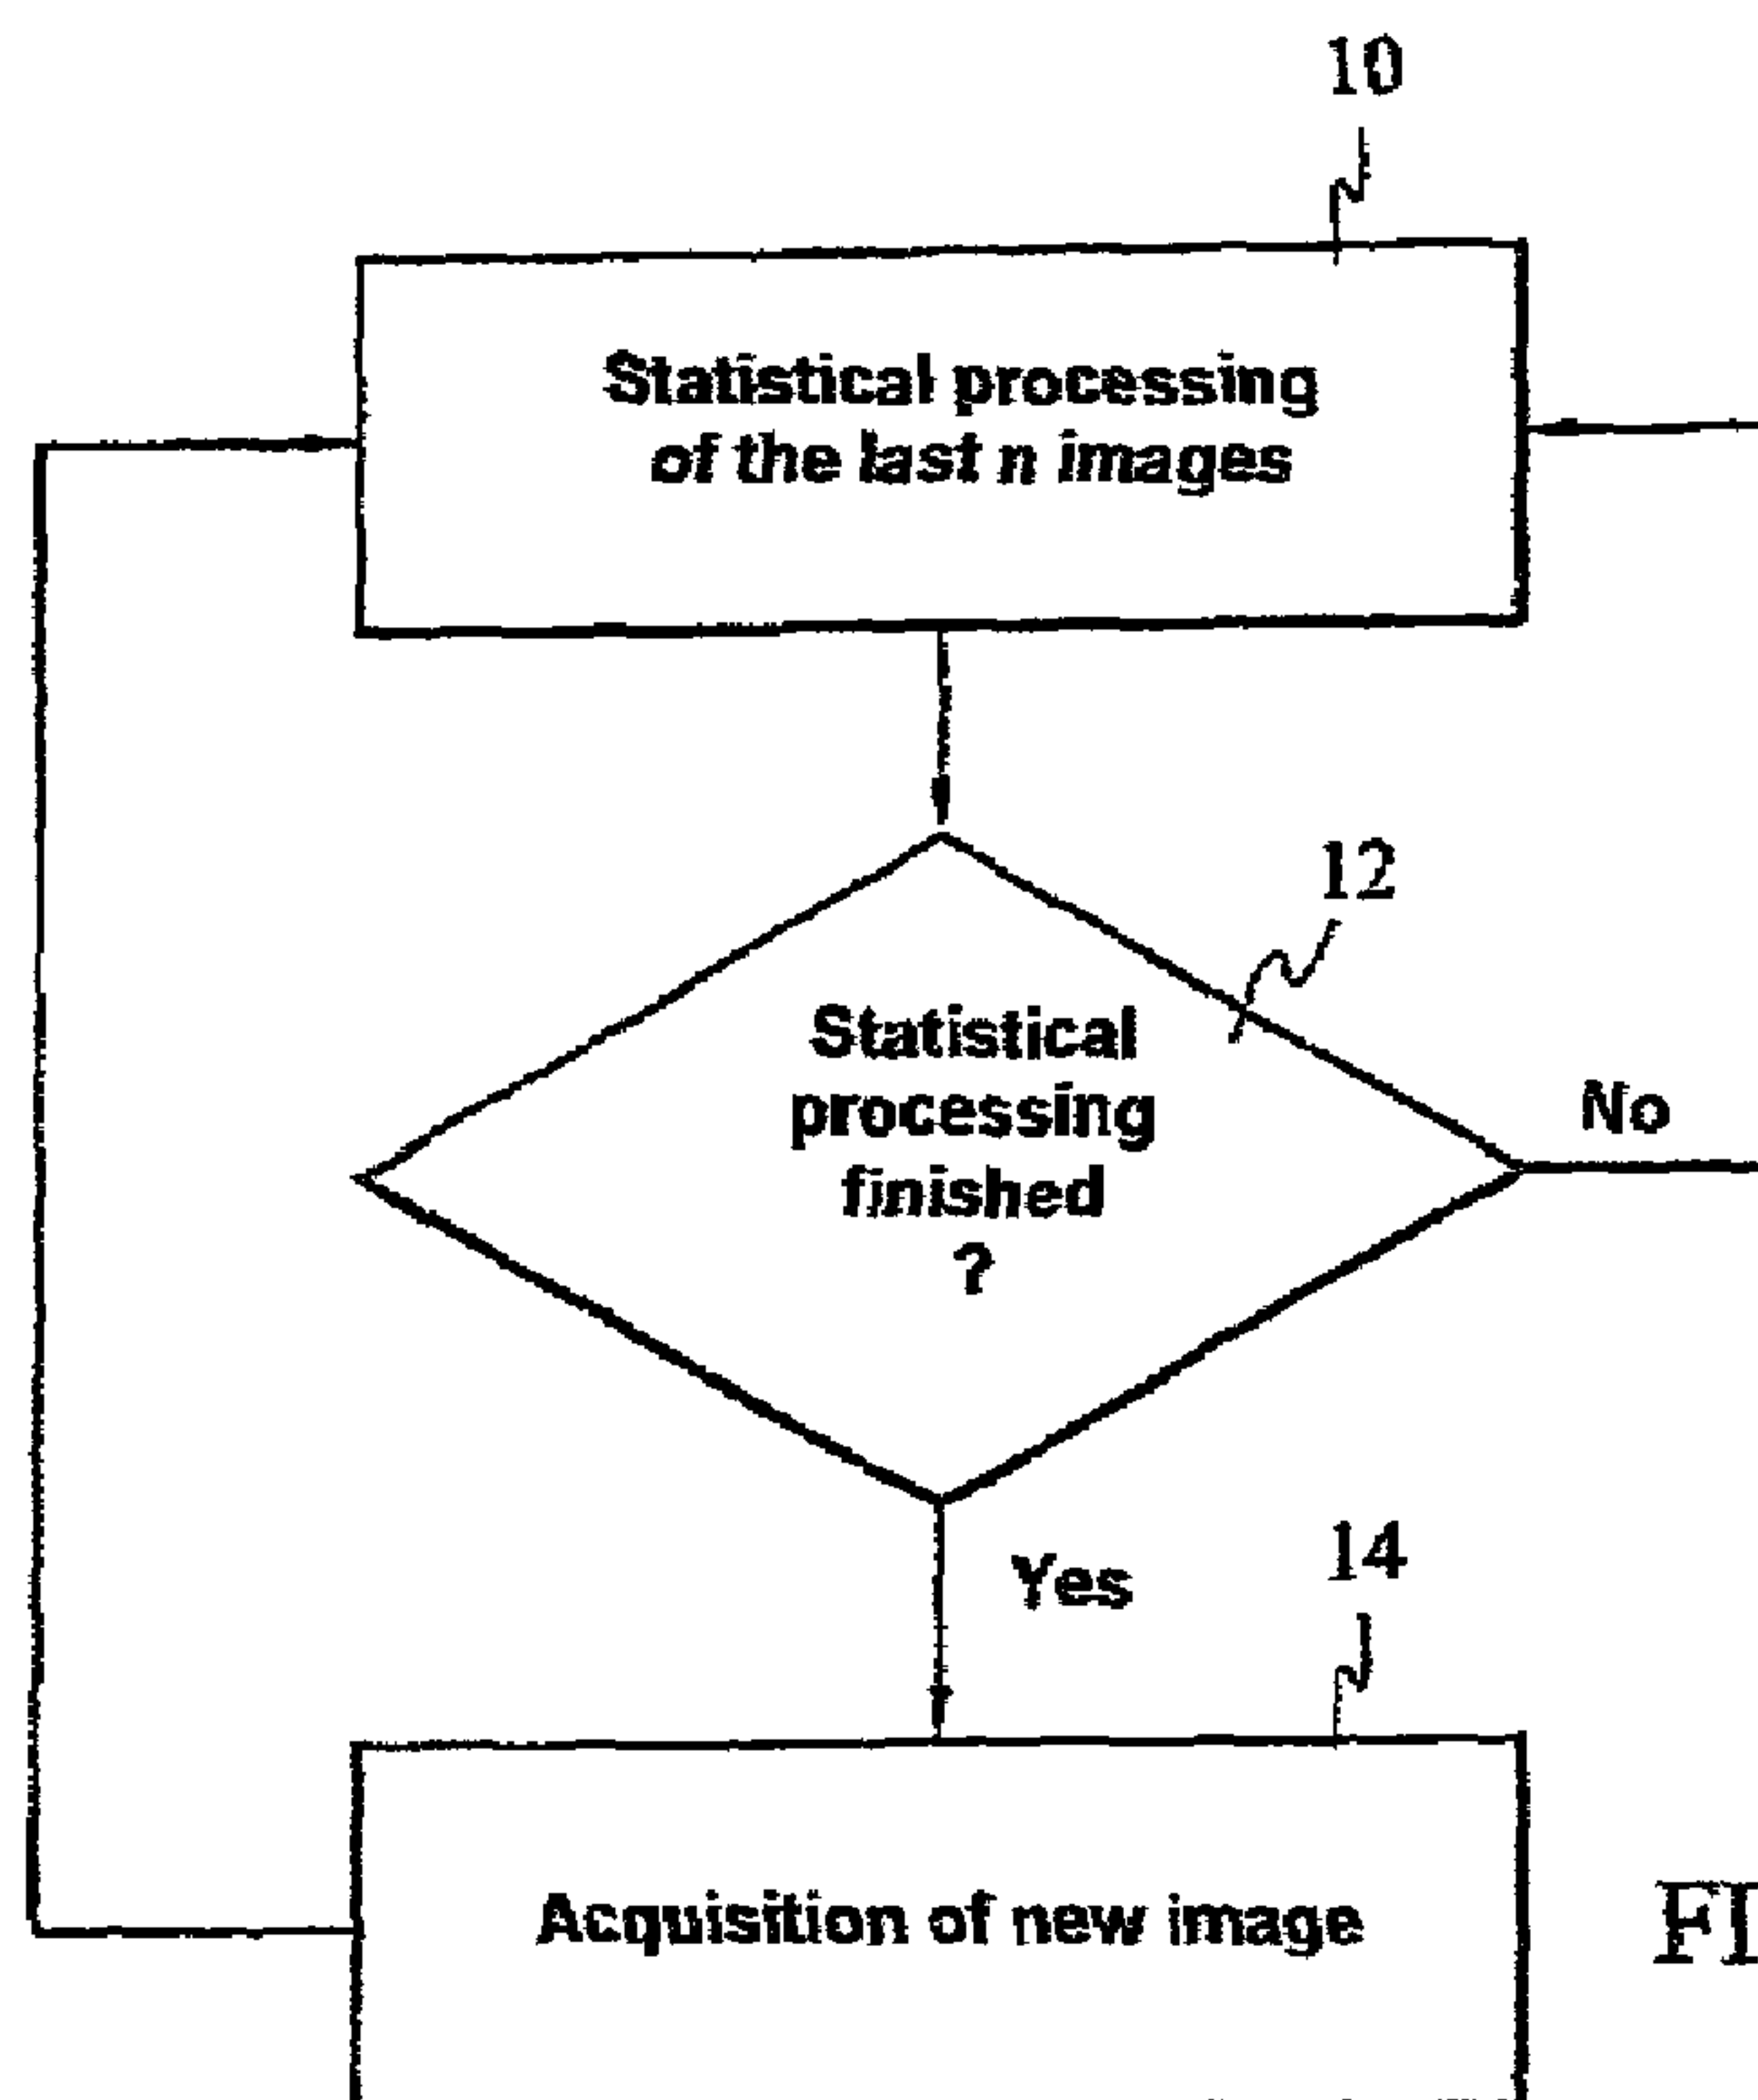 10
Statistical processing
of the last n images
12
Statistical
processing
finished
?
No
Yes
14
Acquisition of new image